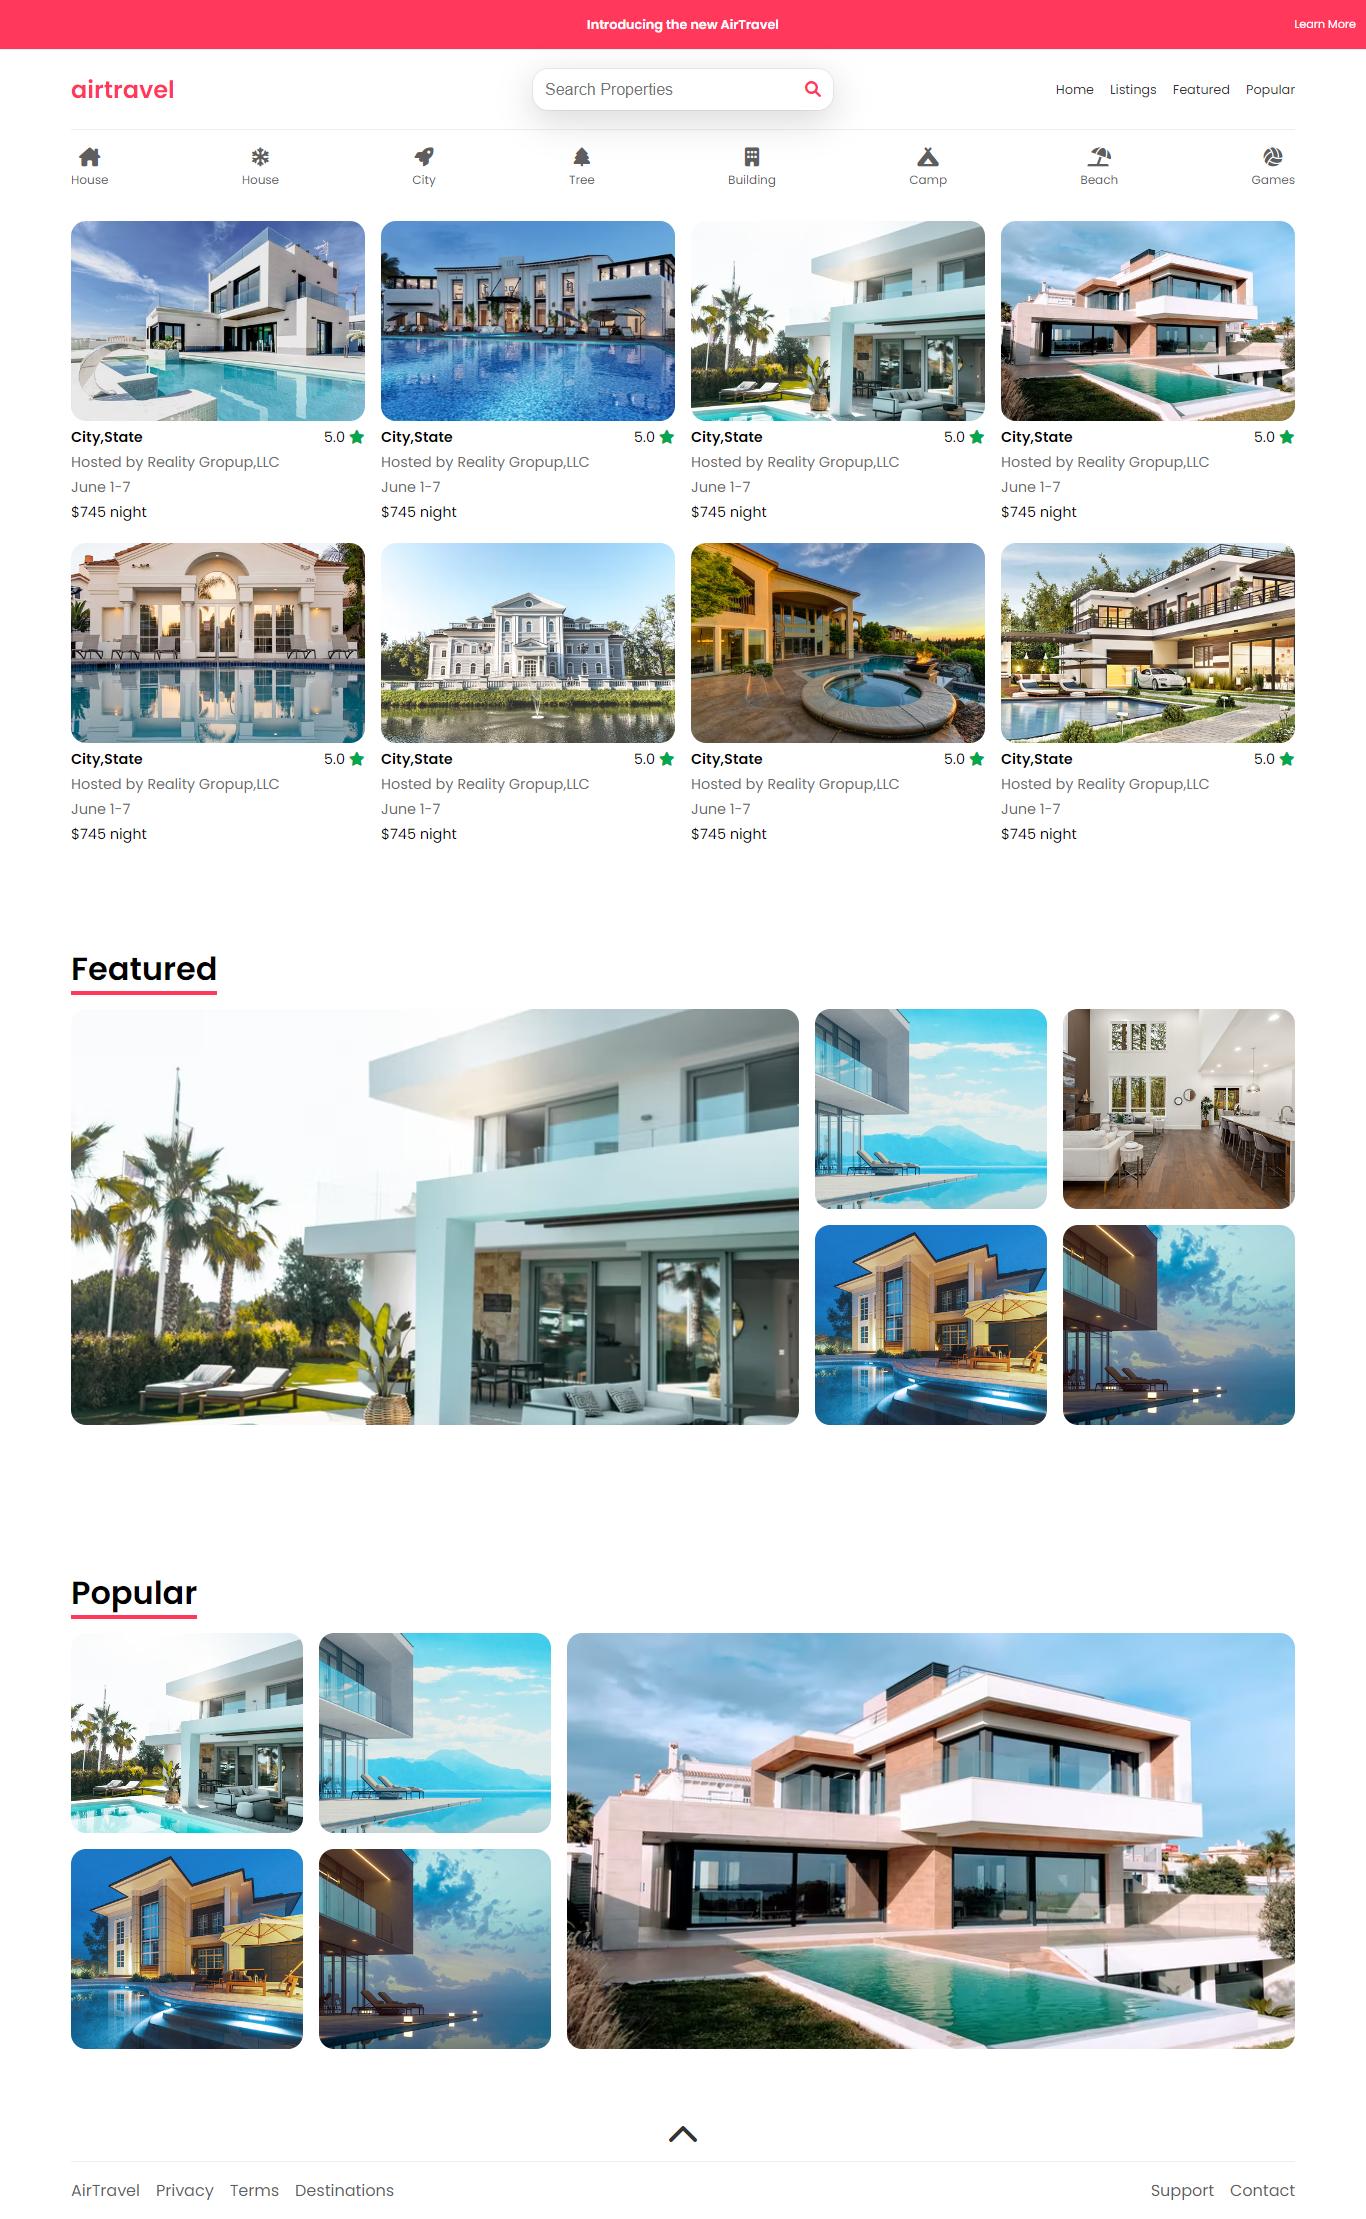 Introducing the new AirTravel
Learn More
airtravel
Search Properties
Home Listings Featured Popular
House House City Tree Building Camp Beach Games
City,State 5.0 City,State 5.0 City,State 5.0 City,State 5.0
Hosted by Reality Gropup,LLC Hosted by Reality Gropup,LLC Hosted by Reality Gropup,LLC Hosted by Reality Gropup,LLC
June 1-7 June 1-7 June 1-7 June 1-7
$745 night $745 night $745 night $745 night
City,State 5.0 City,State 5.0 City,State 5.0 City,State 5.0
Hosted by Reality Gropup,LLC Hosted by Reality Gropup,LLC Hosted by Reality Gropup,LLC Hosted by Reality Gropup,LLC
June 1-7 June 1-7 June 1-7 June 1-7
$745 night $745 night $745 night $745 night
Featured
Popular
AirTravel Privacy Terms Destinations
Support Contact